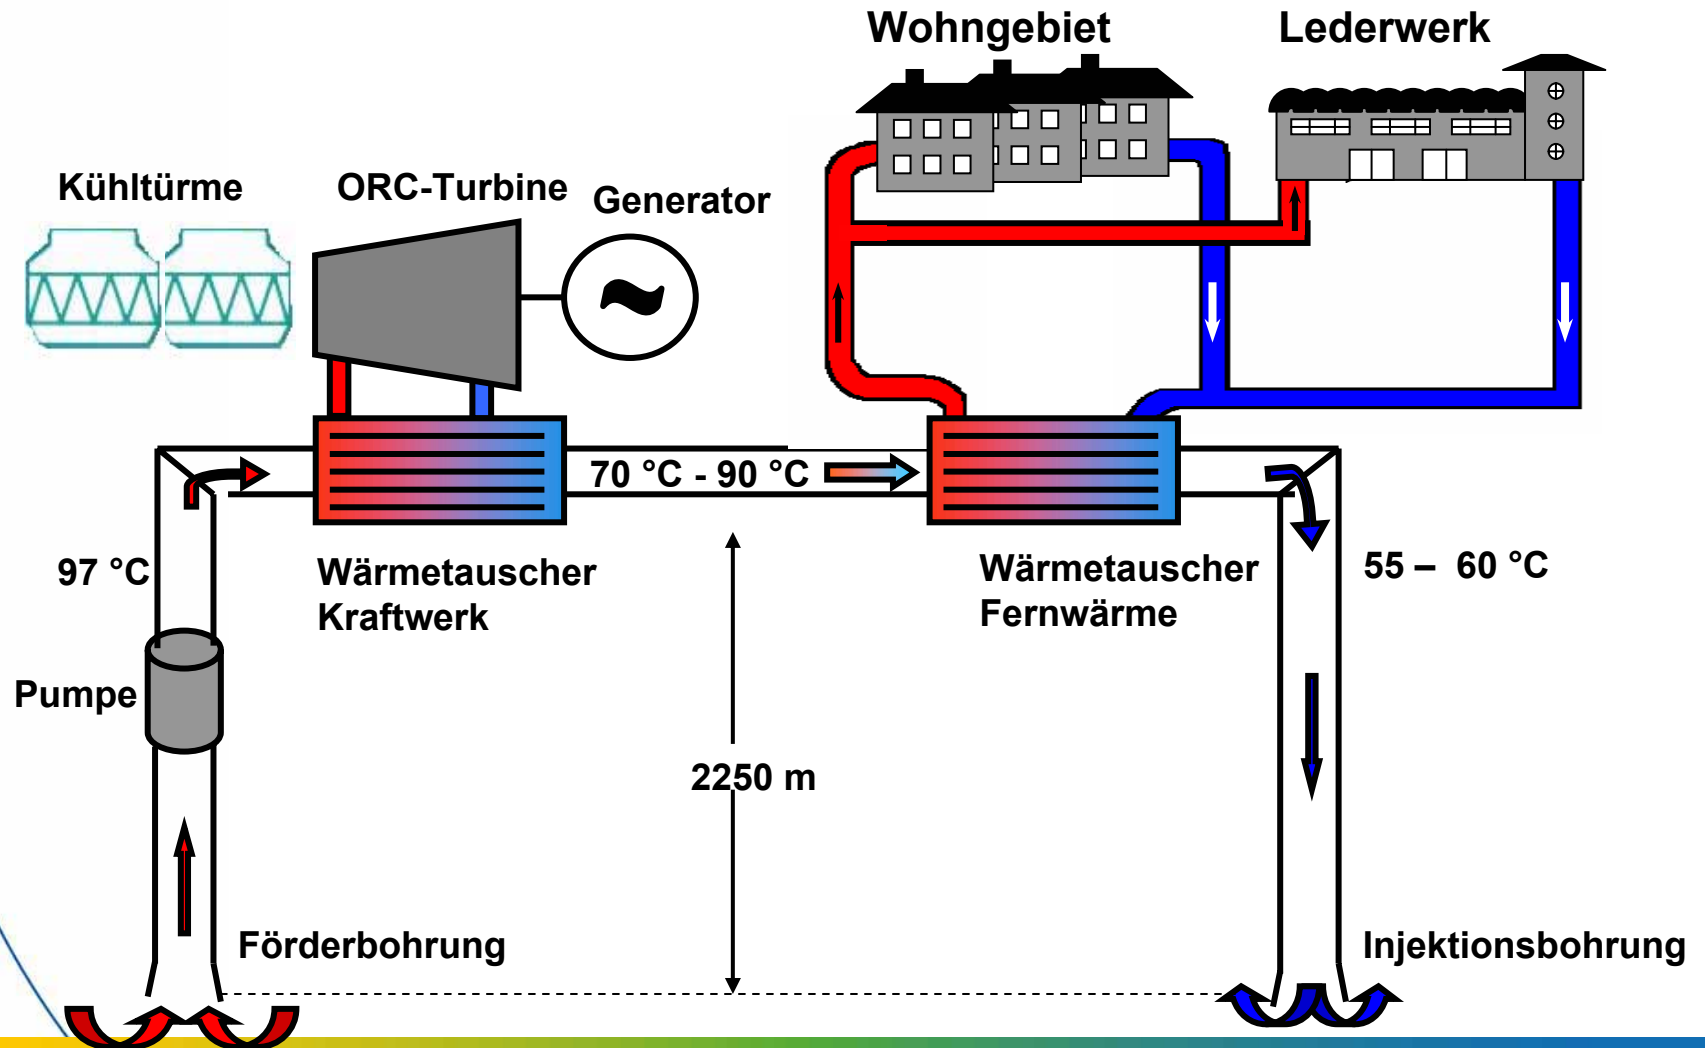 Wohngebiet
Lederwerk
Kühltürme
ORC-Turbine
Generator
70 °C - 90 °C
97 °C
Wärmetauscher
Kraftwerk
Wärmetauscher
Fernwärme
55 – 60 °C
Pumpe
2250 m
Förderbohrung
Injektionsbohrung